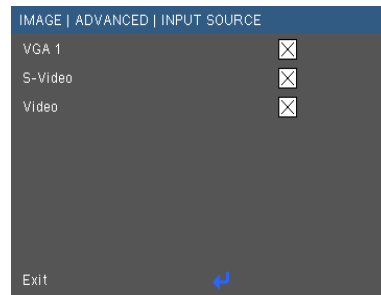 IMAGE | ADVANCED | INPUT SOURCE
VGA 1
S-Video
Video
Exit